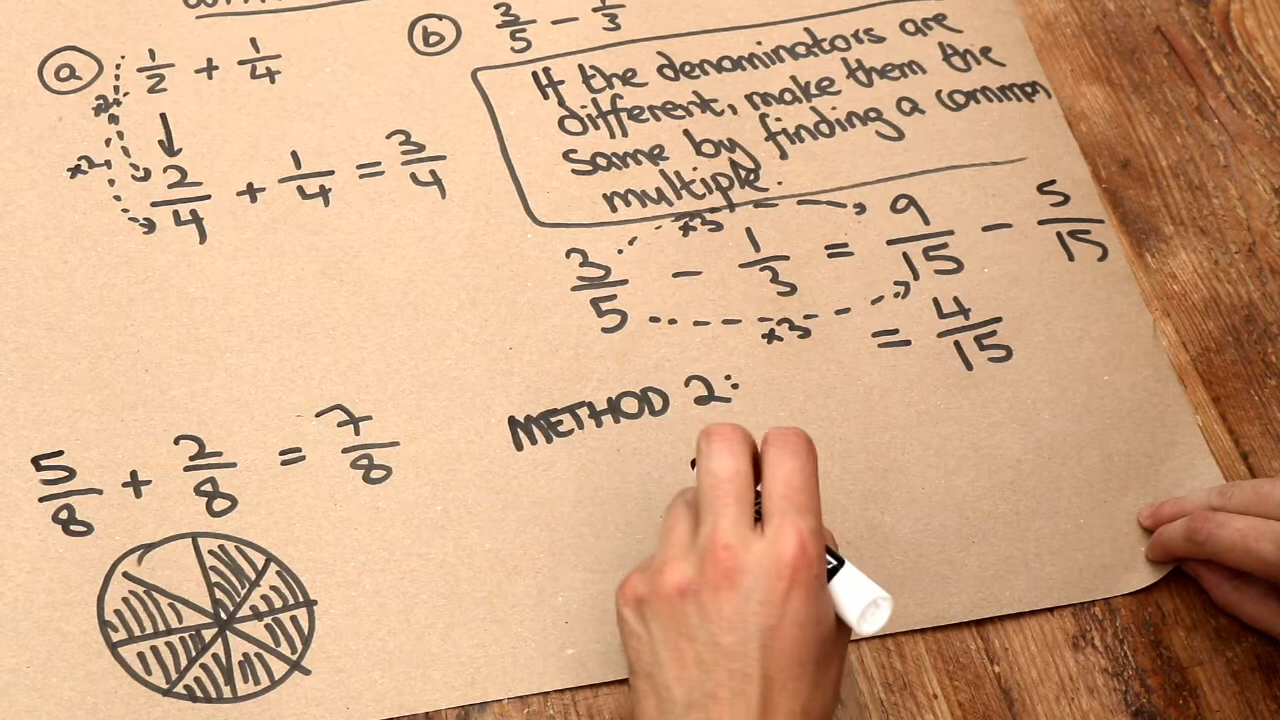 ⓐ 1/2 + 1/4
×2
×2
2/4 + 1/4 = 3/4
ⓑ 3/5 - 1/3
If the denominators are
different, make them the
same by finding a common
multiple.
×3
3/5 - 1/3 = 9/15 - 5/15
×3
= 4/15
METHOD 2:
5/8 + 2/8 = 7/8